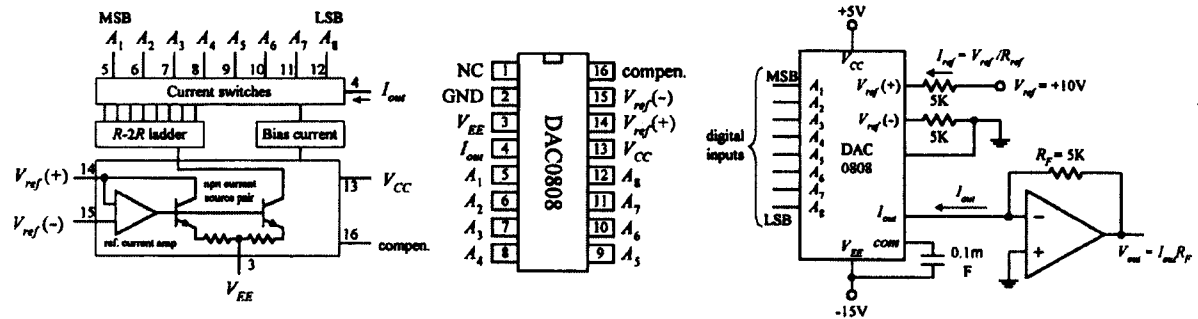 MSB LSB
A1 A2 A3 A4 A5 A6 A7 A8
5 6 7 8 9 10 11 12
Current switches
4
Iout
R-2R ladder
Bias current
14
Vref(+)
npn current
source pair
13
VCC
Vref(−)
15
ref. current amp
16
compen.
3
VEE
NC 1
GND 2
VEE 3
Iout 4
A1 5
A2 6
A3 7
A4 8
DAC0808
16 compen.
15 Vref(−)
14 Vref(+)
13 VCC
12 A8
11 A7
10 A6
9 A5
+5V
VCC
Iref = Vref/Rref
MSB
A1
A2
A3
A4
A5
A6
A7
A8
LSB
digital
inputs
Vref(+)
5K
Vref = +10V
Vref(−)
5K
DAC
0808
RF = 5K
Iout
Iout
com
VEE
0.1m
F
-15V
−
+
Vout = IoutRF